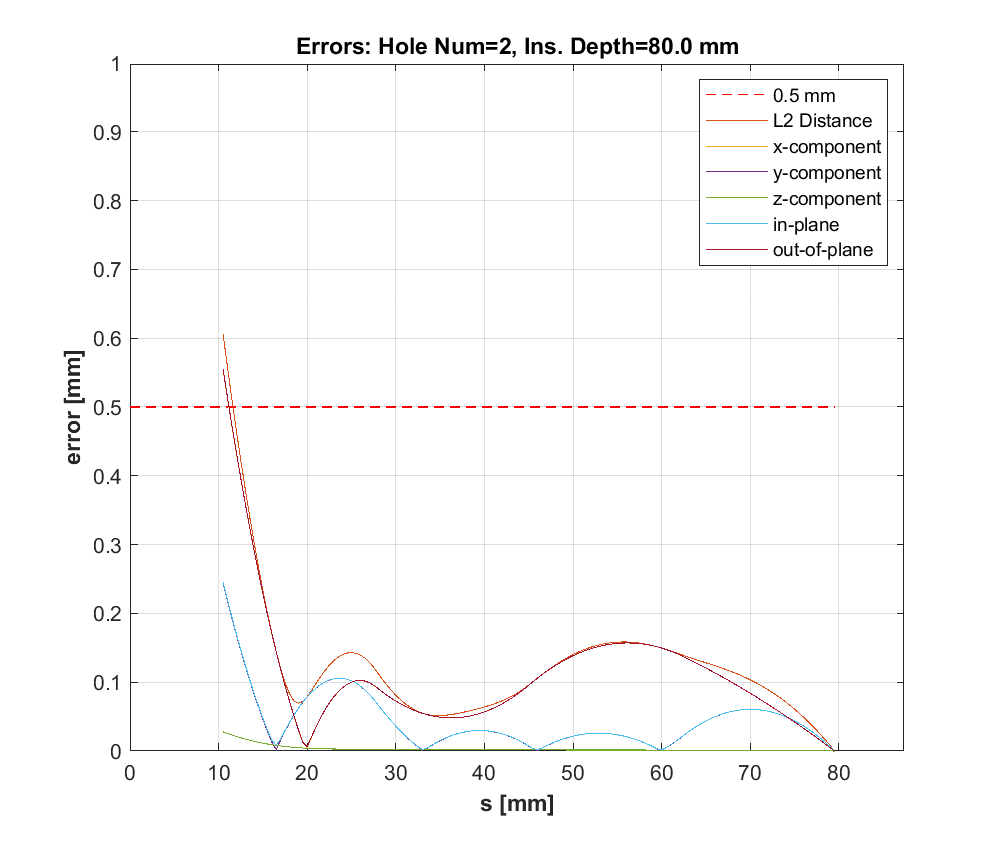 Errors: Hole Num=2, Ins. Depth=80.0 mm
1
0.9
0.8
0.7
0.6
0.5
0.4
0.3
0.2
0.1
0
error [mm]
0.5 mm
L2 Distance
x-component
y-component
z-component
in-plane
out-of-plane
0 10 20 30 40 50 60 70 80
s [mm]